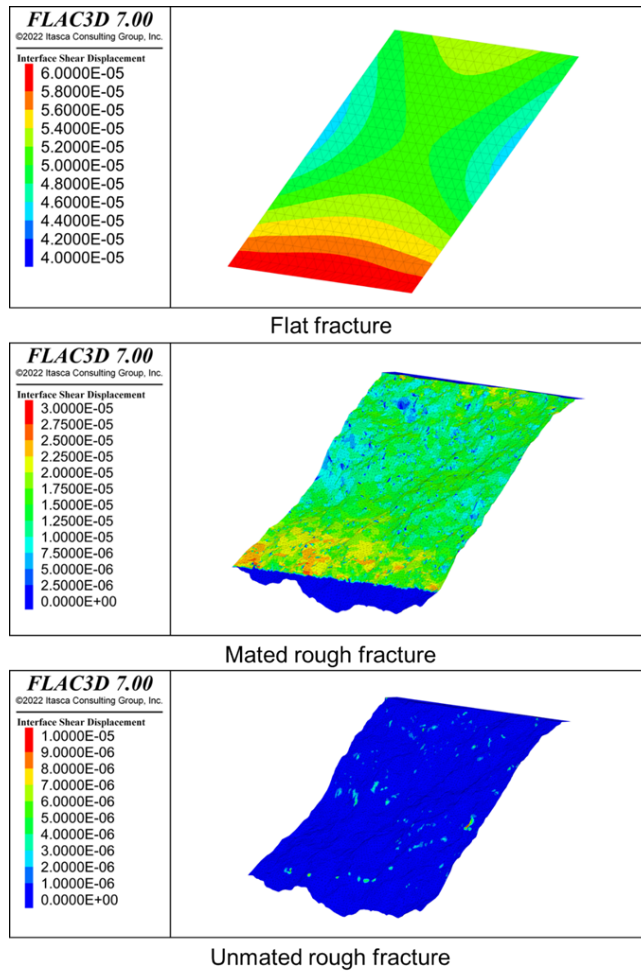 FLAC3D 7.00
©2022 Itasca Consulting Group, Inc.
Interface Shear Displacement
6.0000E-05
5.8000E-05
5.6000E-05
5.4000E-05
5.2000E-05
5.0000E-05
4.8000E-05
4.6000E-05
4.4000E-05
4.2000E-05
4.0000E-05
Flat fracture
FLAC3D 7.00
©2022 Itasca Consulting Group, Inc.
Interface Shear Displacement
3.0000E-05
2.7500E-05
2.5000E-05
2.2500E-05
2.0000E-05
1.7500E-05
1.5000E-05
1.2500E-05
1.0000E-05
7.5000E-06
5.0000E-06
2.5000E-06
0.0000E+00
Mated rough fracture
FLAC3D 7.00
©2022 Itasca Consulting Group, Inc.
Interface Shear Displacement
1.0000E-05
9.0000E-06
8.0000E-06
7.0000E-06
6.0000E-06
5.0000E-06
4.0000E-06
3.0000E-06
2.0000E-06
1.0000E-06
0.0000E+00
Unmated rough fracture